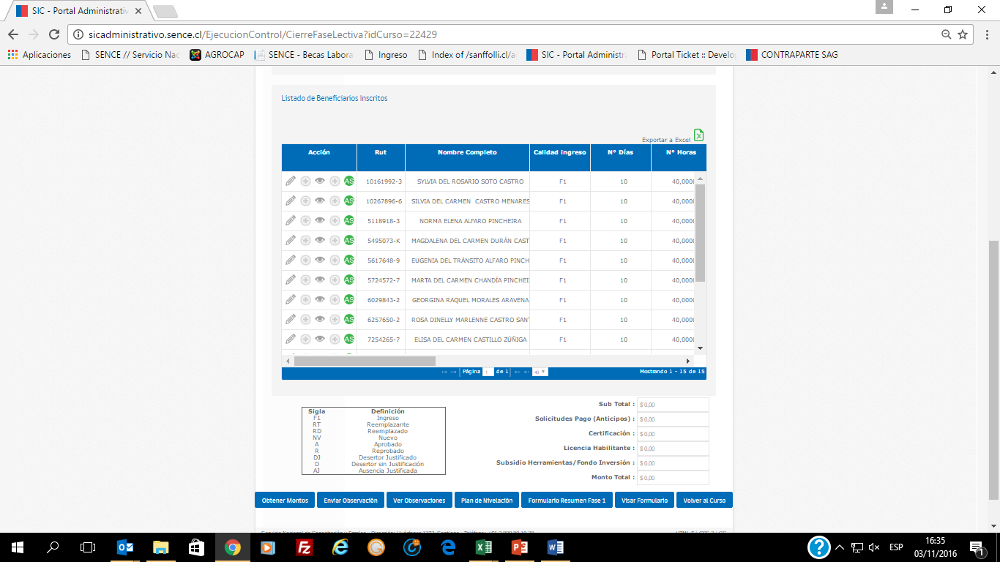 SIC - Portal Administrativ
sicadministrativo.sence.cl/EjecucionControl/CierreFaseLectiva?idCurso=22429
Aplicaciones SENCE // Servicio Nac AGROCAP SENCE - Becas Labora Ingreso Index of /sanffolli.cl/a SIC - Portal Administra Portal Ticket :: Develo CONTRAPARTE SAG
Listado de Beneficiarios Inscritos
Exportar a Excel
Acción Rut Nombre Completo Calidad Ingreso N° Días N° Horas
AS 10161992-3 SYLVIA DEL ROSARIO SOTO CASTRO F1 10 40,0000
AS 10267896-6 SILVIA DEL CARMEN CASTRO MENARES F1 10 40,0000
AS 5118918-3 NORMA ELENA ALFARO PINCHEIRA F1 10 40,0000
AS 5495073-K MAGDALENA DEL CARMEN DURÁN CAST F1 10 40,0000
AS 5617648-9 EUGENIA DEL TRÁNSITO ALFARO PINCH F1 10 40,0000
AS 5724572-7 MARTA DEL CARMEN CHANDÍA PINCHEI F1 10 40,0000
AS 6029843-2 GEORGINA RAQUEL MORALES ARAVENA F1 10 40,0000
AS 6257650-2 ROSA DINELLY MARLENNE CASTRO SANT F1 10 40,0000
AS 7254265-7 ELISA DEL CARMEN CASTILLO ZÚÑIGA F1 10 40,0000
Página 1 de 1 40 Mostrando 1 - 15 de 15
Sigla Definición
F1 Ingreso
RT Reemplazante
RD Reemplazado
NV Nuevo
A Aprobado
R Reprobado
DJ Desertor Justificado
D Desertor sin Justificación
AJ Ausencia Justificada
Sub Total : $ 0,00
Solicitudes Pago (Anticipos) : $ 0,00
Certificación : $ 0,00
Licencia Habilitante : $ 0,00
Subsidio Herramientas/Fondo Inversión : $ 0,00
Monto Total : $ 0,00
Obtener Montos Enviar Observación Ver Observaciones Plan de Nivelación Formulario Resumen Fase 1 Visar Formulario Volver al Curso
ESP
16:35
03/11/2016
1